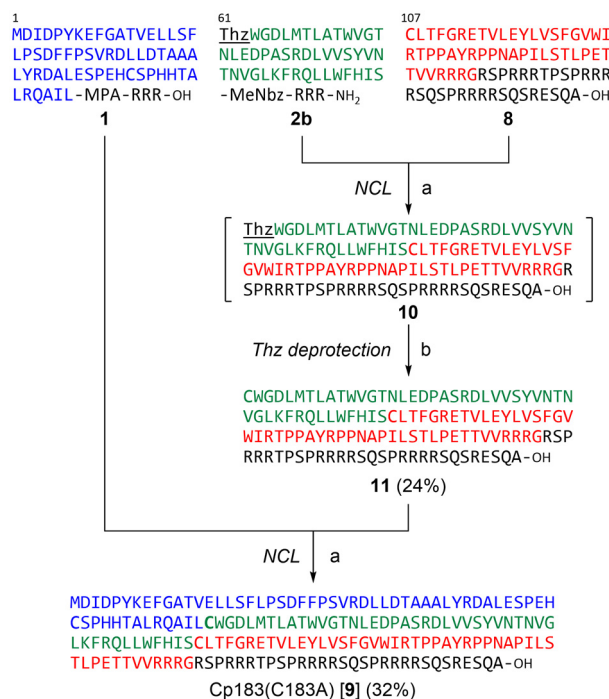 1 61 107
MDIDPYKEFGATVELLSF ThzWGDLMTLATWVGT CLTFGRETVLEYLVSFGVWI
LPSDFFPSVRDLLDTAAA NLEDPASRDLVVSYVN RTPPAYRPPNAPILSTLPET
LYRDALESPEHCSPHHTA TNVGLKFRQLLWFHIS TVVRRRGRSPRRRTPSPRRR
LRQAIL-MPA-RRR-OH -MeNbz-RRR-NH2 RSQSPRRRRSQSRESQA-OH
1 2b 8
NCL a
ThzWGDLMTLATWVGTNLEDPASRDLVVSYVN
TNVGLKFRQLLWFHISCLTFGRETVLEYLVSF
GVWIRTPPAYRPPNAPILSTLPETTVVRRRGR
SPRRRTPSPRRRRSQSPRRRRSQSRESQA-OH
10
Thz deprotection b
CWGDLMTLATWVGTNLEDPASRDLVVSYVNTN
VGLKFRQLLWFHISCLTFGRETVLEYLVSFGV
WIRTPPAYRPPNAPILSTLPETTVVRRRGRSP
RRRTPSPRRRRSQSPRRRRSQSRESQA-OH
11 (24%)
NCL a
MDIDPYKEFGATVELLSFLPSDFFPSVRDLLDTAAALYRDALESPEH
CSPHHTALRQAILCWGDLMTLATWVGTNLEDPASRDLVVSYVNTNVG
LKFRQLLWFHISCLTFGRETVLEYLVSFGVWIRTPPAYRPPNAPILS
TLPETTVVRRRGRSPRRRTPSPRRRRSQSPRRRRSQSRESQA-OH
Cp183(C183A) [9] (32%)